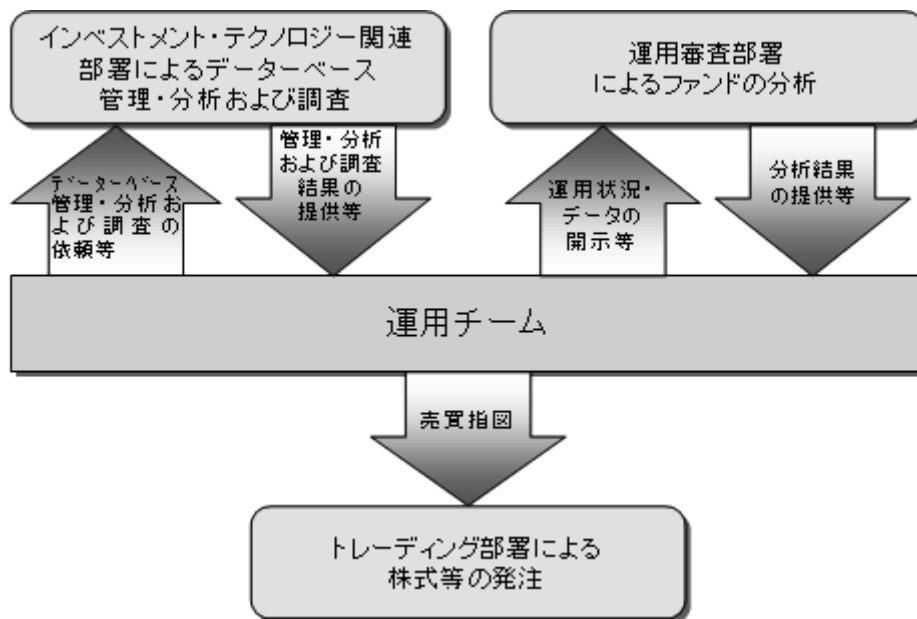 インベストメント・テクノロジー関連
部署によるデーターベース
管理・分析および調査
運用審査部署
によるファンドの分析
データーベース
管理・分析お
よび調査の
依頼等
管理・分析
および調査
結果の
提供等
運用状況・
データの
開示等
分析結果
の提供等
運用チーム
売買指図
トレーディング部署による
株式等の発注